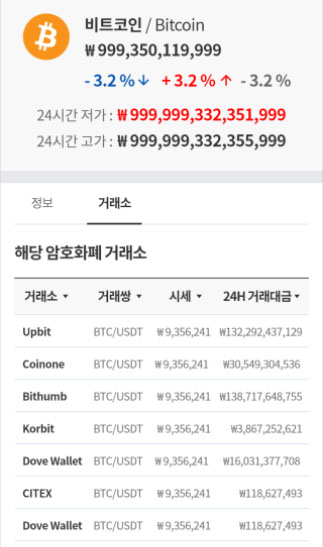 비트코인 / Bitcoin
₩ 999,350,119,999
- 3.2 % ↓ + 3.2 % ↑ - 3.2 %
24시간 저가 : ₩ 999,999,332,351,999
24시간 고가 : ₩ 999,999,332,355,999
정보 거래소
해당 암호화폐 거래소
거래소 ▼ 거래쌍 ▼ 시세 ▼ 24H 거래대금 ▼
Upbit BTC/USDT ₩9,356,241 ₩132,292,437,129
Coinone BTC/USDT ₩9,356,241 ₩30,549,304,536
Bithumb BTC/USDT ₩9,356,241 ₩138,717,648,755
Korbit BTC/USDT ₩9,356,241 ₩3,867,252,621
Dove Wallet BTC/USDT ₩9,356,241 ₩16,031,377,708
CITEX BTC/USDT ₩9,356,241 ₩118,627,493
Dove Wallet BTC/USDT ₩9,356,241 ₩118,627,493